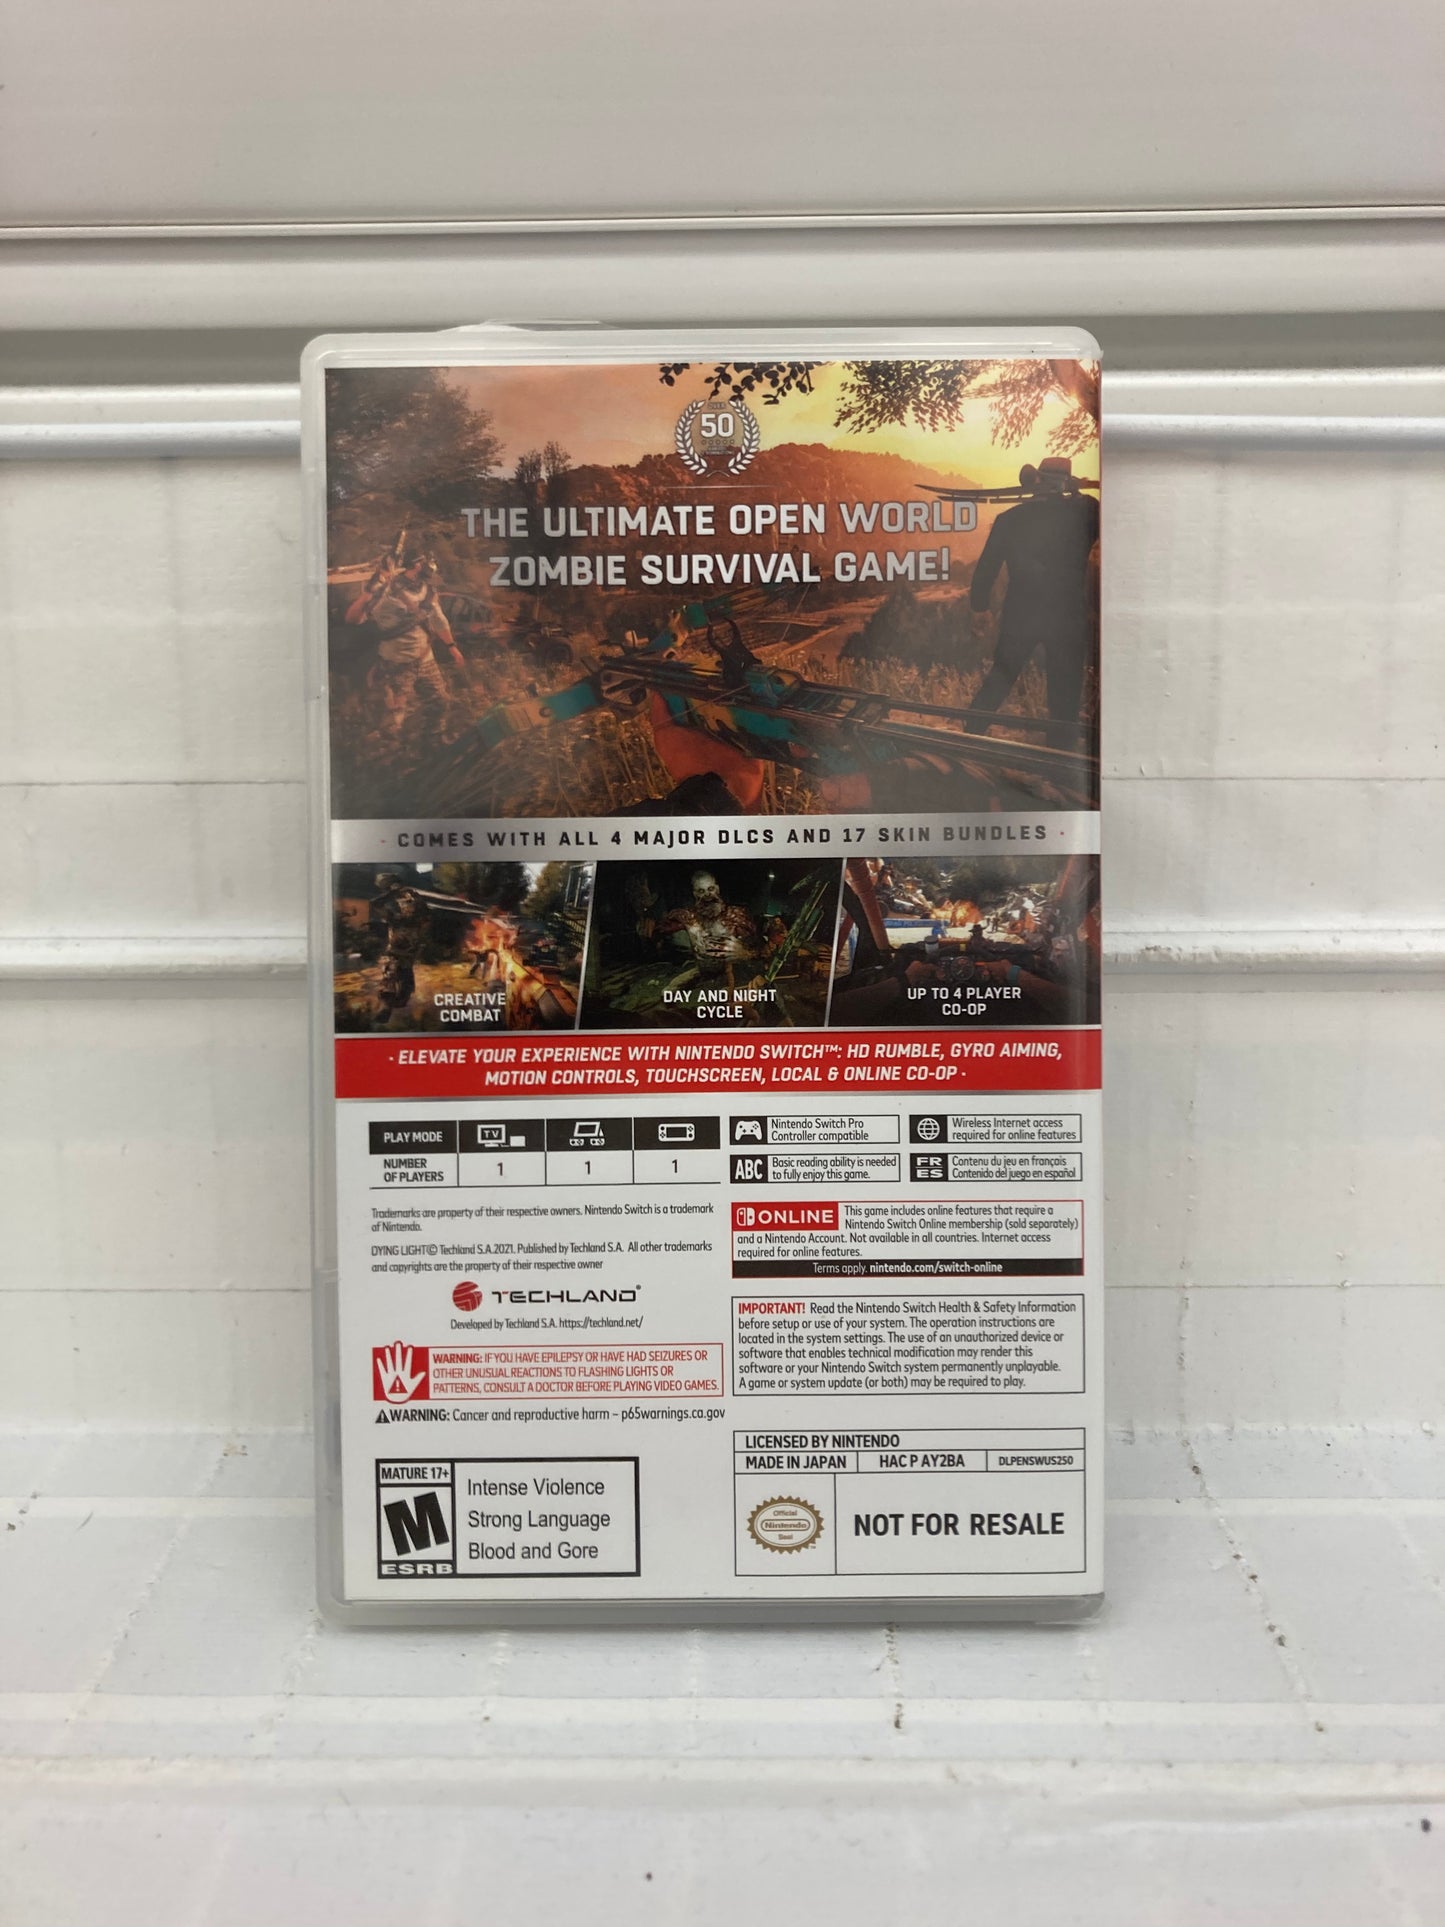 OVER
50
THE ULTIMATE OPEN WORLD
ZOMBIE SURVIVAL GAME!
· COMES WITH ALL 4 MAJOR DLCS AND 17 SKIN BUNDLES ·
CREATIVE
COMBAT
DAY AND NIGHT
CYCLE
UP TO 4 PLAYER
CO-OP
· ELEVATE YOUR EXPERIENCE WITH NINTENDO SWITCH™: HD RUMBLE, GYRO AIMING,
MOTION CONTROLS, TOUCHSCREEN, LOCAL & ONLINE CO-OP ·
PLAY MODE
TV
NUMBER
OF PLAYERS
1 1 1
Nintendo Switch Pro
Controller compatible
Wireless Internet access
required for online features
ABC
Basic reading ability is needed
to fully enjoy this game.
FR
ES
Contenu du jeu en français
Contenido del juego en español
Trademarks are property of their respective owners. Nintendo Switch is a trademark
of Nintendo.
DYING LIGHT© Techland S.A.2021. Published by Techland S.A. All other trademarks
and copyrights are the property of their respective owner
TECHLAND®
Developed by Techland S.A. https://techland.net/
WARNING: IF YOU HAVE EPILEPSY OR HAVE HAD SEIZURES OR
OTHER UNUSUAL REACTIONS TO FLASHING LIGHTS OR
PATTERNS, CONSULT A DOCTOR BEFORE PLAYING VIDEO GAMES.
WARNING: Cancer and reproductive harm – p65warnings.ca.gov
MATURE 17+
M
ESRB
Intense Violence
Strong Language
Blood and Gore
ONLINE
This game includes online features that require a
Nintendo Switch Online membership (sold separately)
and a Nintendo Account. Not available in all countries. Internet access
required for online features.
Terms apply. nintendo.com/switch-online
IMPORTANT! Read the Nintendo Switch Health & Safety Information
before setup or use of your system. The operation instructions are
located in the system settings. The use of an unauthorized device or
software that enables technical modification may render this
software or your Nintendo Switch system permanently unplayable.
A game or system update (or both) may be required to play.
LICENSED BY NINTENDO
MADE IN JAPAN
HAC P AY2BA
DLPENSWUS250
Official
Nintendo
Seal
NOT FOR RESALE